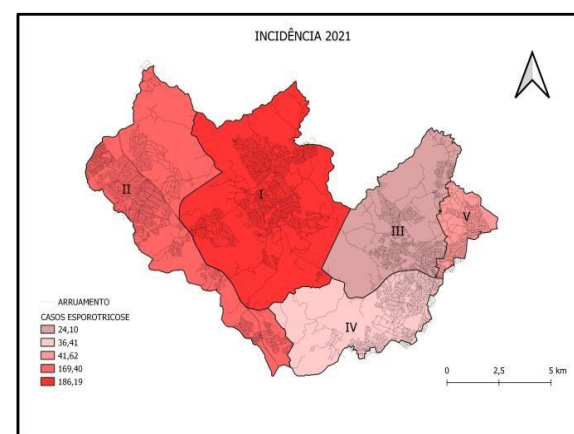 INCIDÊNCIA 2021
II
I
III
V
IV
ARRUAMENTO
CASOS ESPOROTRICOSE
24,10
36,41
41,62
169,40
186,19
0 2,5 5 km